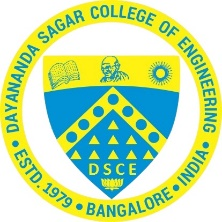 DAYANANDA SAGAR COLLEGE OF ENGINEERING
DSCE
ESTD. 1979 • BANGALORE • INDIA